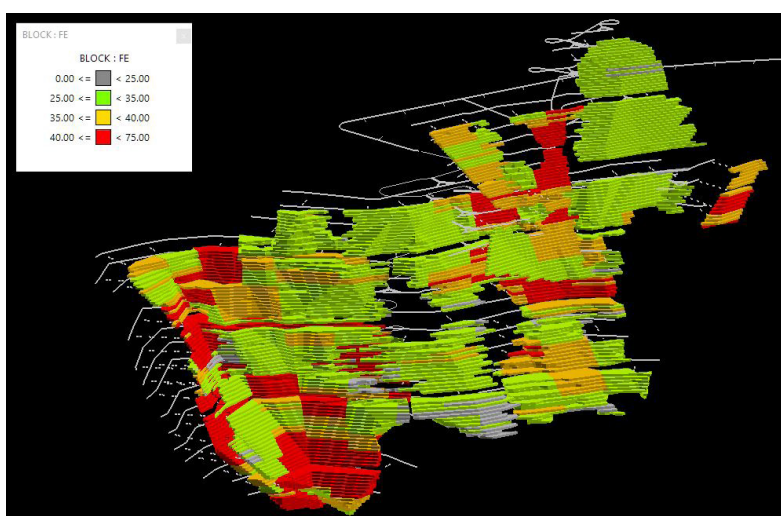 BLOCK : FE
BLOCK : FE
0.00 <= < 25.00
25.00 <= < 35.00
35.00 <= < 40.00
40.00 <= < 75.00